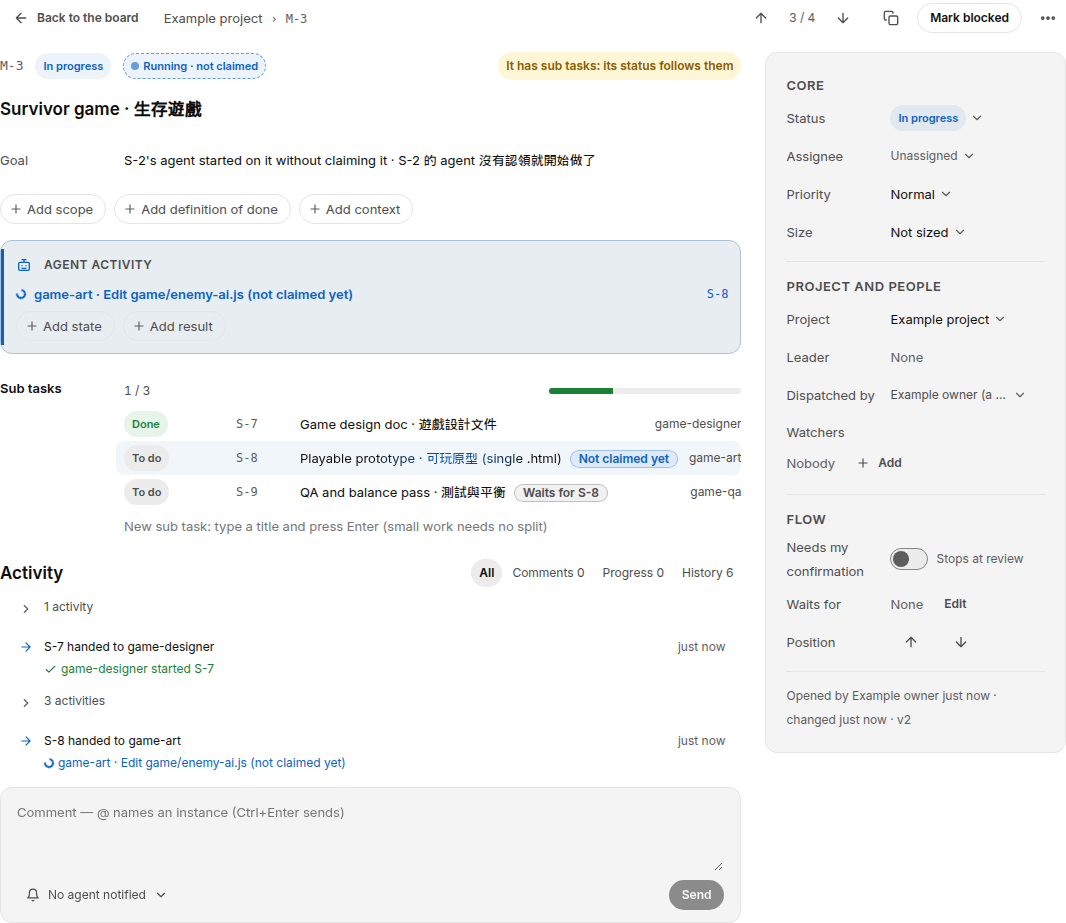 Back to the board
Example project › M-3
3 / 4
Mark blocked
M-3 In progress Running · not claimed
It has sub tasks: its status follows them
Survivor game · 生存遊戲
Goal
S-2's agent started on it without claiming it · S-2 的 agent 沒有認領就開始做了
+ Add scope
+ Add definition of done
+ Add context
AGENT ACTIVITY
game-art · Edit game/enemy-ai.js (not claimed yet) S-8
+ Add state
+ Add result
Sub tasks
1 / 3
Done S-7 Game design doc · 遊戲設計文件 game-designer
To do S-8 Playable prototype · 可玩原型 (single .html) Not claimed yet game-art
To do S-9 QA and balance pass · 測試與平衡 Waits for S-8 game-qa
New sub task: type a title and press Enter (small work needs no split)
Activity
All Comments 0 Progress 0 History 6
1 activity
S-7 handed to game-designer just now
game-designer started S-7
3 activities
S-8 handed to game-art just now
game-art · Edit game/enemy-ai.js (not claimed yet)
Comment — @ names an instance (Ctrl+Enter sends)
No agent notified
Send
CORE
Status In progress
Assignee Unassigned
Priority Normal
Size Not sized
PROJECT AND PEOPLE
Project Example project
Leader None
Dispatched by Example owner (a ...
Watchers
Nobody + Add
FLOW
Needs my
confirmation
Stops at review
Waits for None Edit
Position
Opened by Example owner just now ·
changed just now · v2